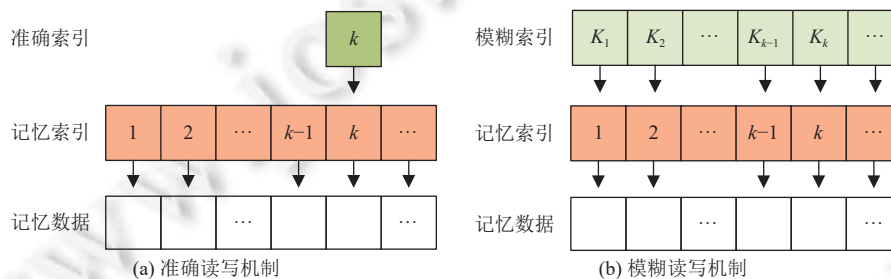 准确索引 k
记忆索引 1 2 ··· k−1 k ···
记忆数据 ··· ···
(a) 准确读写机制
模糊索引 K₁ K₂ ··· Kₖ₋₁ Kₖ ···
记忆索引 1 2 ··· k−1 k ···
记忆数据 ··· ···
(b) 模糊读写机制